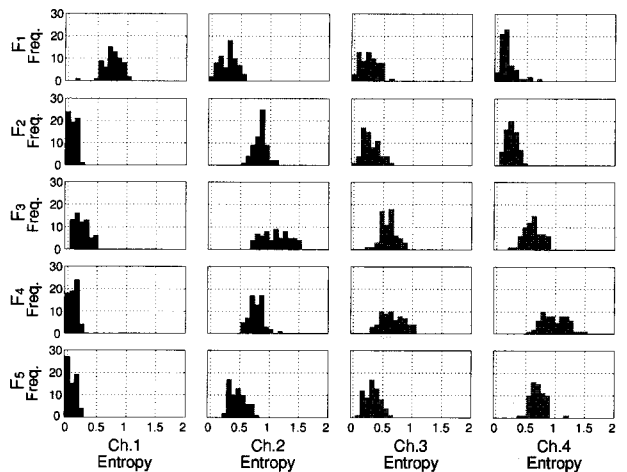 F1 Freq.
30
20
10
0
F2 Freq.
30
20
10
0
F3 Freq.
30
20
10
0
F4 Freq.
30
20
10
0
F5 Freq.
30
20
10
0
0 0.5 1 1.5 2
0 0.5 1 1.5 2
0 0.5 1 1.5 2
0 0.5 1 1.5 2
Ch.1 Entropy
Ch.2 Entropy
Ch.3 Entropy
Ch.4 Entropy